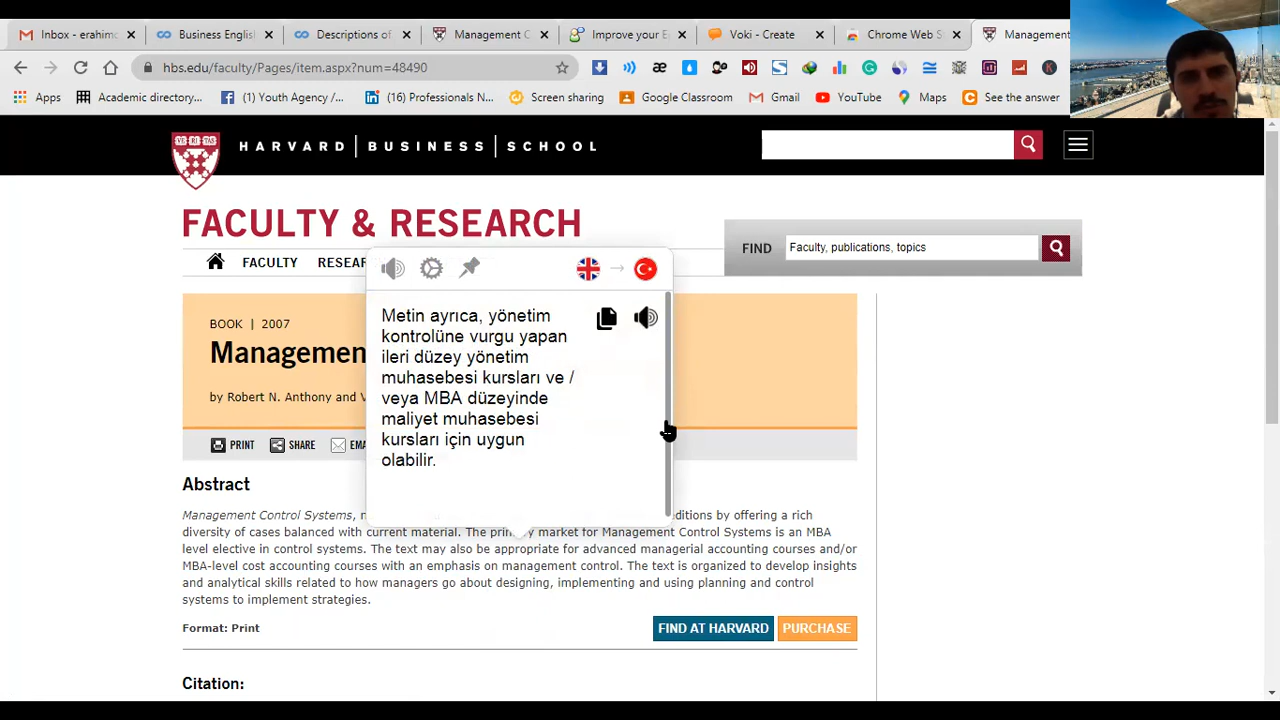 Inbox - erahimc
Business Englis
Descriptions of
Management C
Improve your E
Voki - Create
Chrome Web S
Management
hbs.edu/faculty/Pages/item.aspx?num=48490
Apps
Academic directory...
(1) Youth Agency /...
(16) Professionals N...
Screen sharing
Google Classroom
Gmail
YouTube
Maps
See the answer
HARVARD | BUSINESS | SCHOOL
FACULTY & RESEARCH
FIND
Faculty, publications, topics
FACULTY
RESEAR
BOOK | 2007
Managemen
by Robert N. Anthony and V
PRINT
SHARE
EMA
Metin ayrıca, yönetim
kontrolüne vurgu yapan
ileri düzey yönetim
muhasebesi kursları ve /
veya MBA düzeyinde
maliyet muhasebesi
kursları için uygun
olabilir.
Abstract
Management Control Systems, ditions by offering a rich
diversity of cases balanced with current material. The primary market for Management Control Systems is an MBA
level elective in control systems. The text may also be appropriate for advanced managerial accounting courses and/or
MBA-level cost accounting courses with an emphasis on management control. The text is organized to develop insights
and analytical skills related to how managers go about designing, implementing and using planning and control
systems to implement strategies.
Format: Print
FIND AT HARVARD
PURCHASE
Citation: